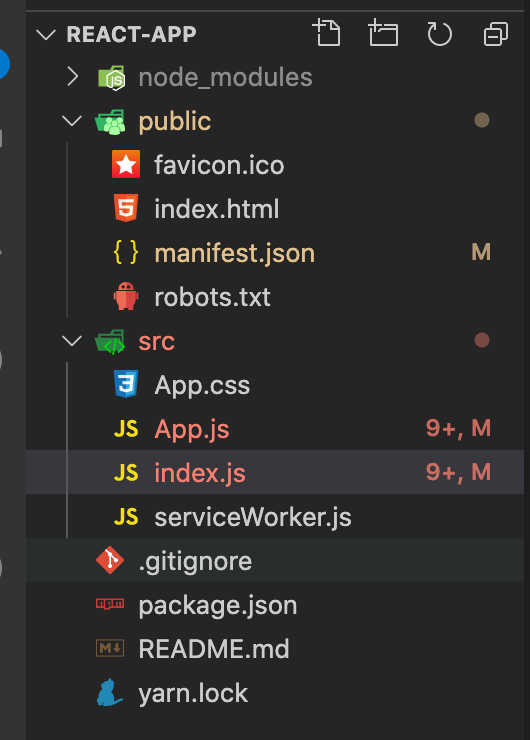 REACT-APP
node_modules
public
favicon.ico
index.html
{ } manifest.json M
robots.txt
src
App.css
JS App.js 9+, M
JS index.js 9+, M
JS serviceWorker.js
.gitignore
package.json
M README.md
yarn.lock